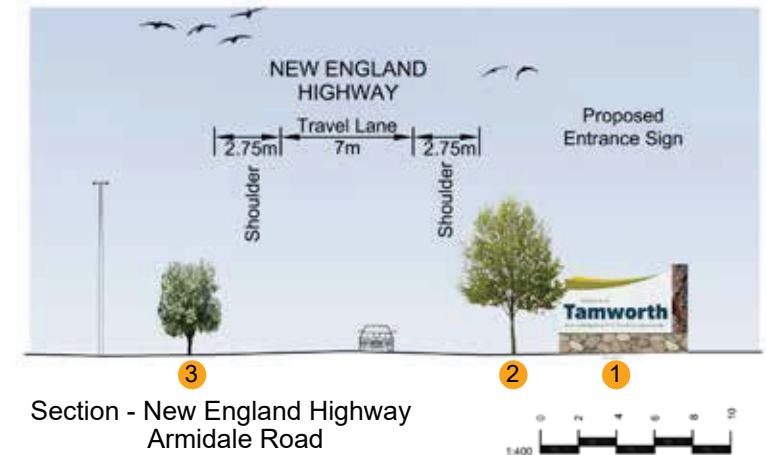 NEW ENGLAND
HIGHWAY
Travel Lane
2.75m
7m
2.75m
Shoulder
Shoulder
Proposed
Entrance Sign
Tamworth
3
2
1
Section - New England Highway
Armidale Road
1:400
0 2 4 6 8 10